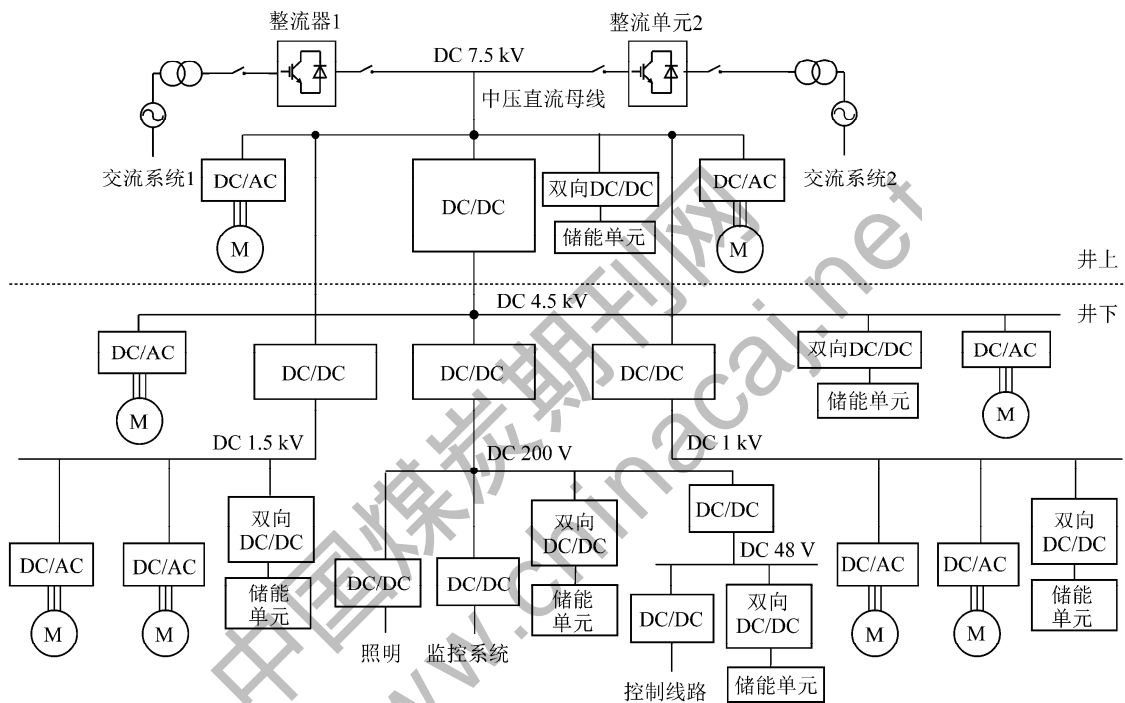 整流器1
整流单元2
DC 7.5 kV
中压直流母线
交流系统1
DC/AC
M
DC/DC
双向DC/DC
储能单元
DC/AC
M
交流系统2
井上
DC 4.5 kV
井下
DC/AC
M
DC/DC
DC/DC
DC/DC
双向DC/DC
储能单元
DC/AC
M
DC 1.5 kV
DC 200 V
DC 1 kV
DC/AC
M
DC/AC
M
双向
DC/DC
储能
单元
DC/DC
照明
DC/DC
监控系统
双向
DC/DC
储能
单元
DC/DC
DC 48 V
DC/DC
控制线路
双向
DC/DC
储能单元
DC/AC
M
DC/AC
M
双向
DC/DC
储能
单元
中国煤炭期刊网
www.chinacaj.net